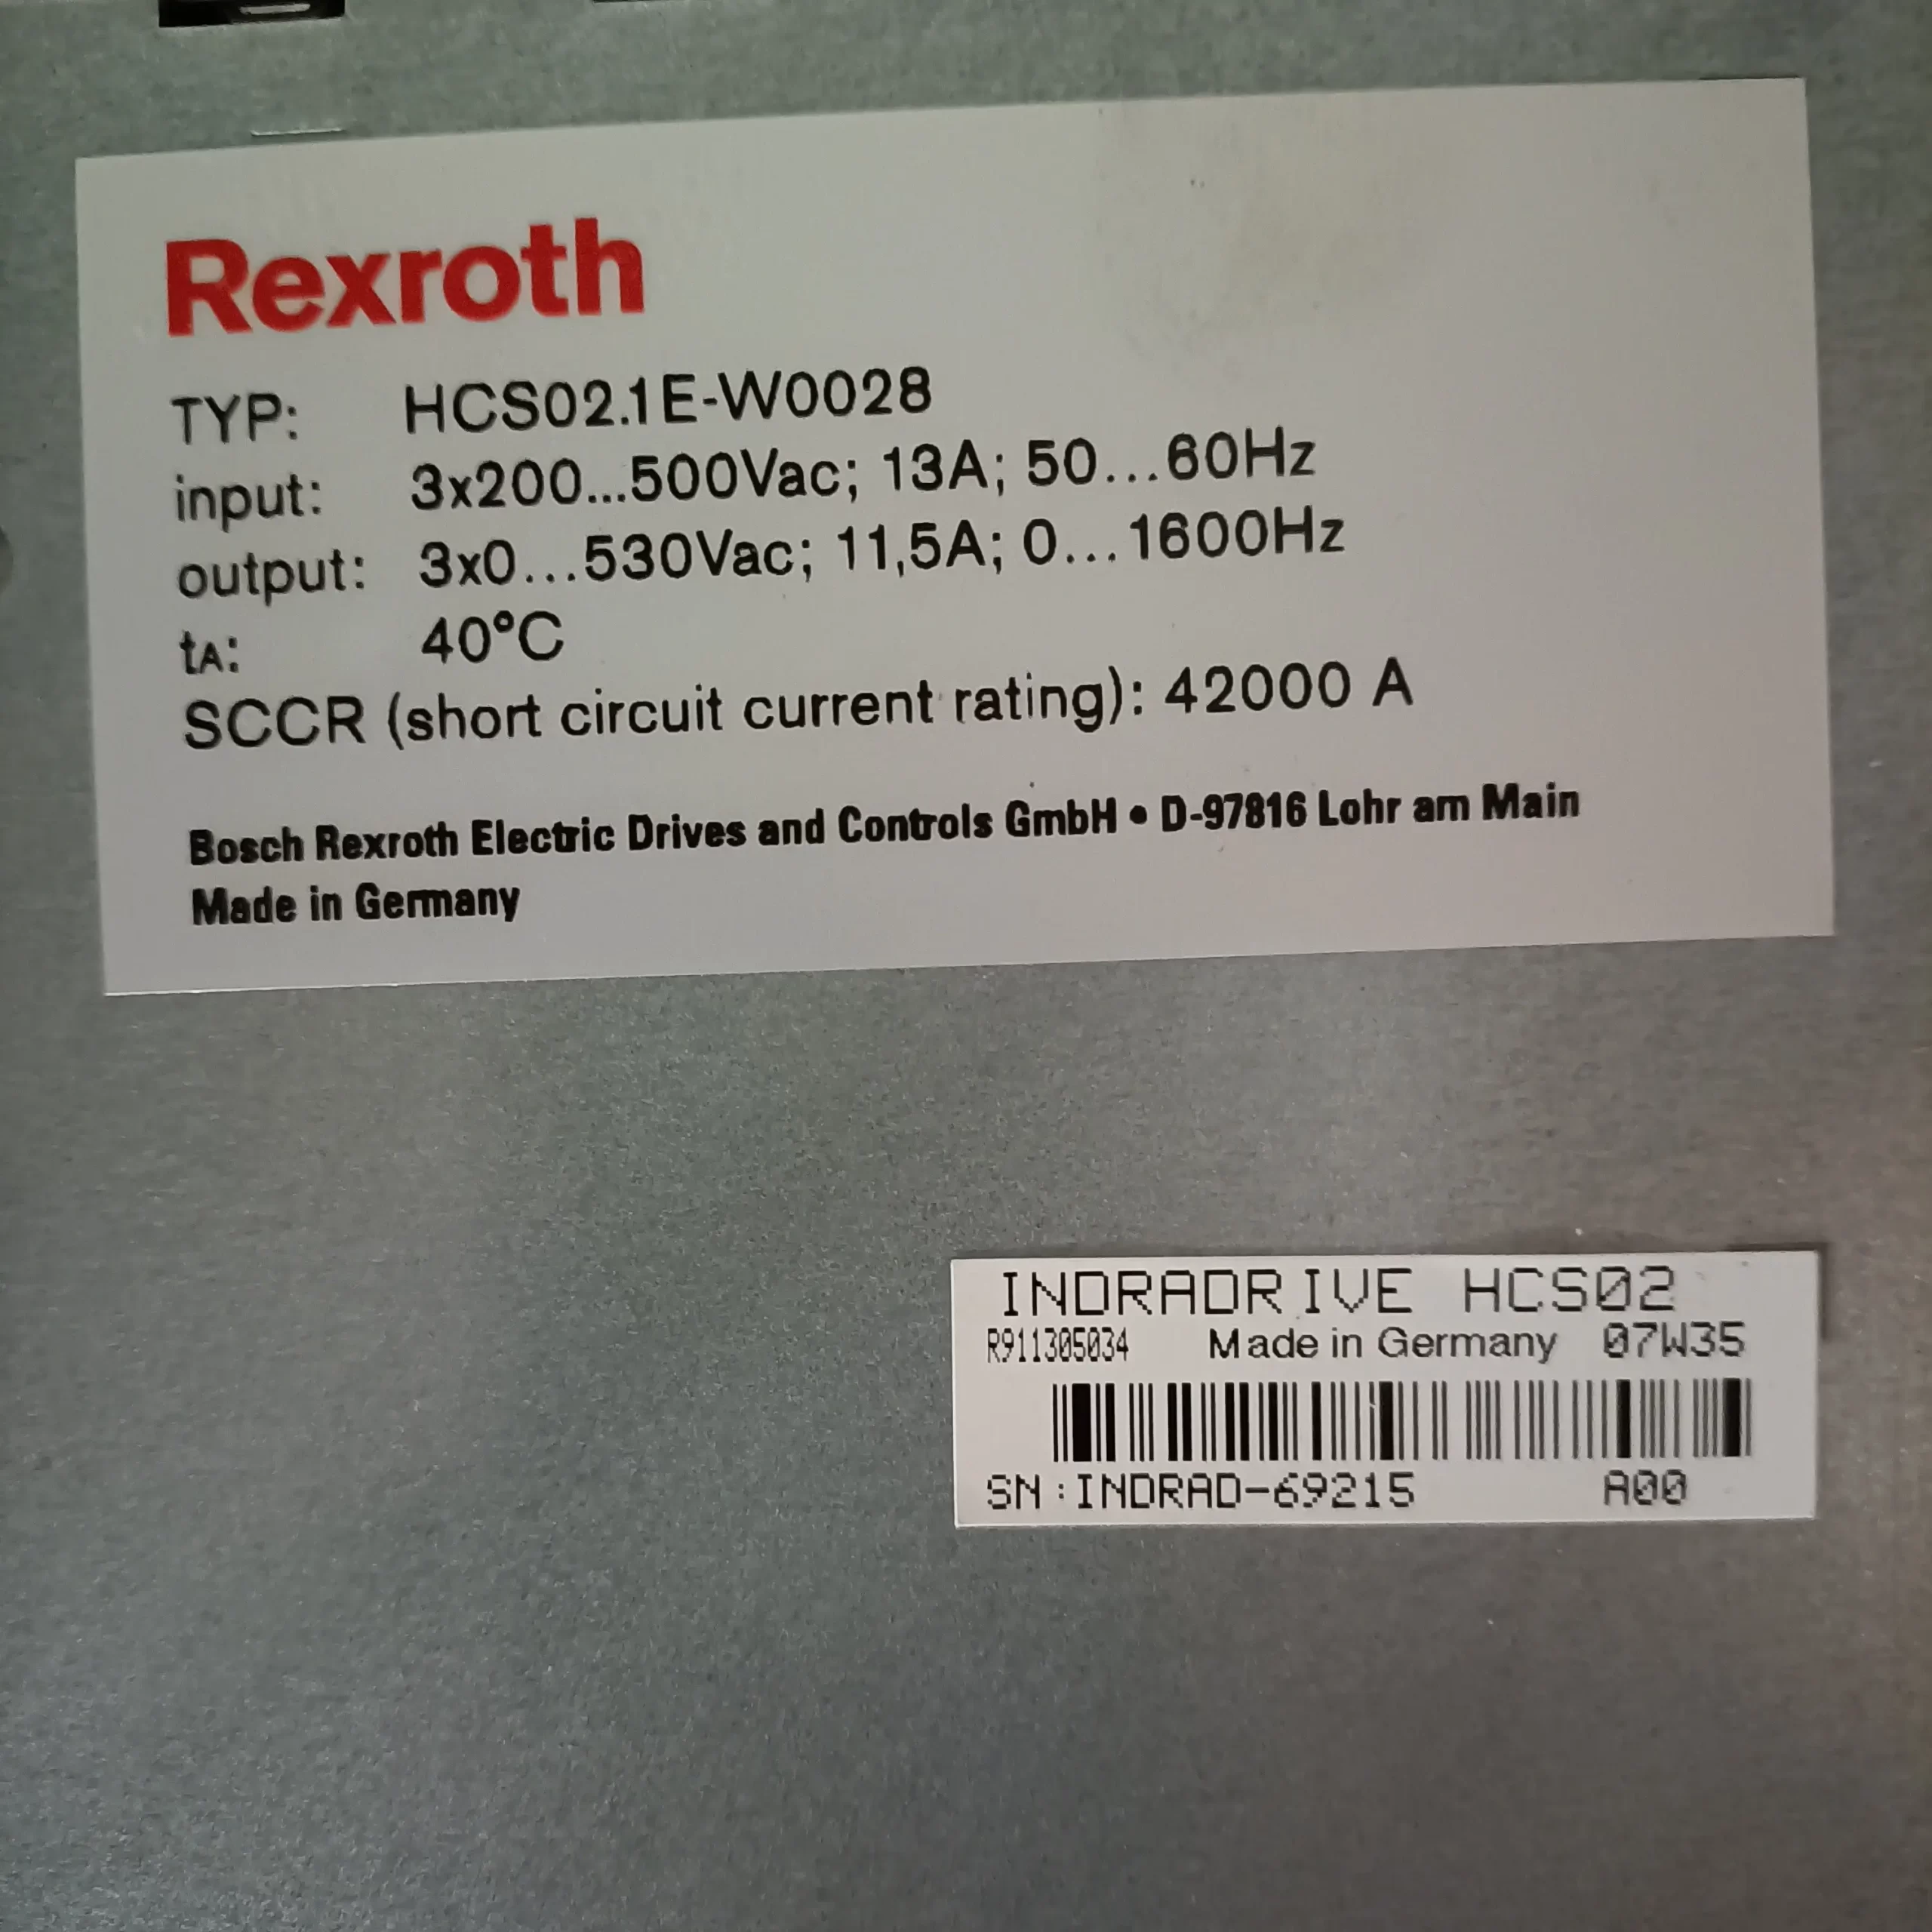 Rexroth
TYP: HCS02.1E-W0028
input: 3x200...500Vac; 13A; 50...60Hz
output: 3x0...530Vac; 11,5A; 0...1600Hz
tA: 40°C
SCCR (short circuit current rating): 42000 A
Bosch Rexroth Electric Drives and Controls GmbH • D-97816 Lohr am Main
Made in Germany
INDRADRIVE HCS02
R911305034 Made in Germany 07W35
SN:INDRAD-69215 A00